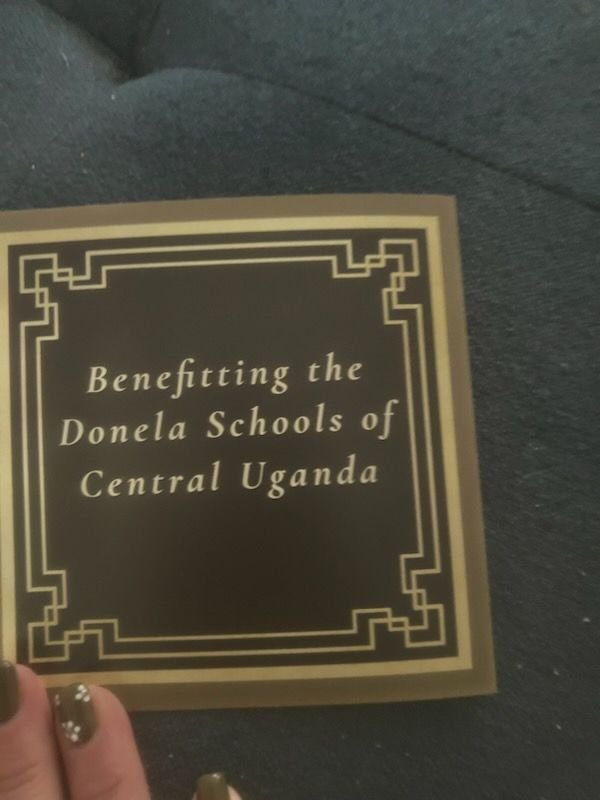 Benefitting the
Donela Schools of
Central Uganda